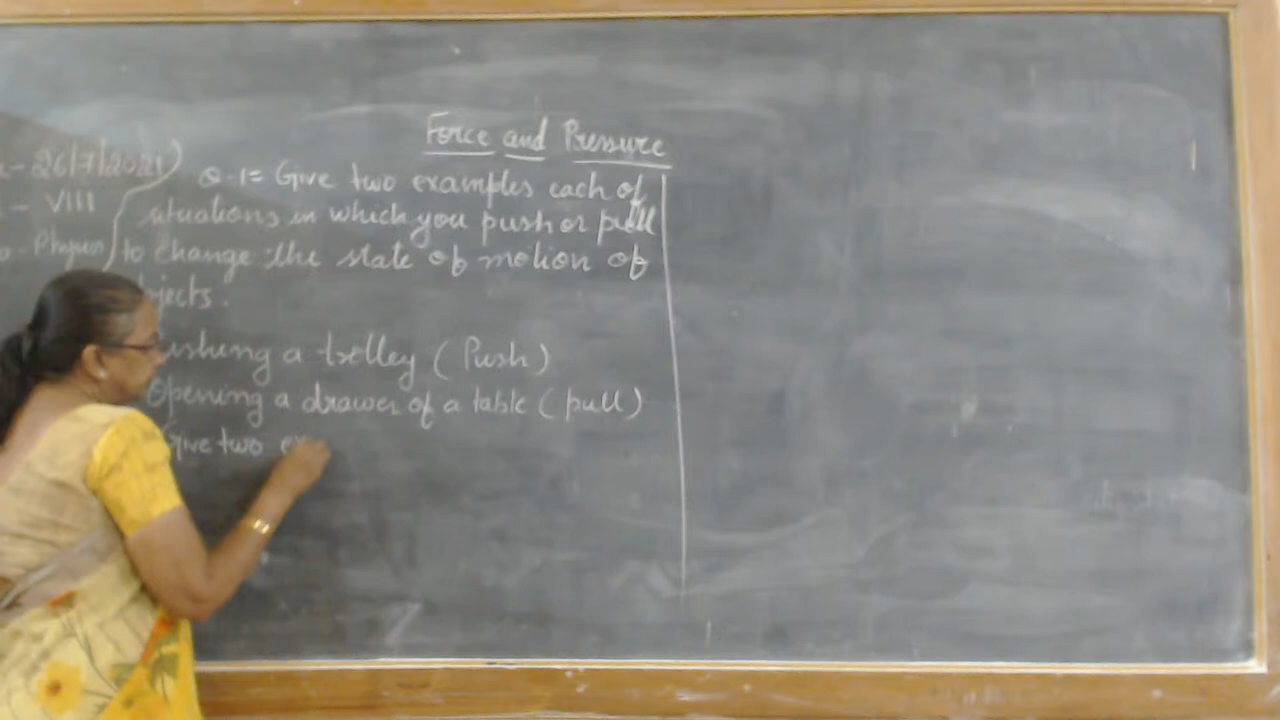 Force and Pressure
26/7/2021
VIII
Q-1= Give two examples each of
situations in which you push or pull
to change the state of motion of
objects.
Pushing a trolley (Push)
Opening a drawer of a table (pull)
Give two ex